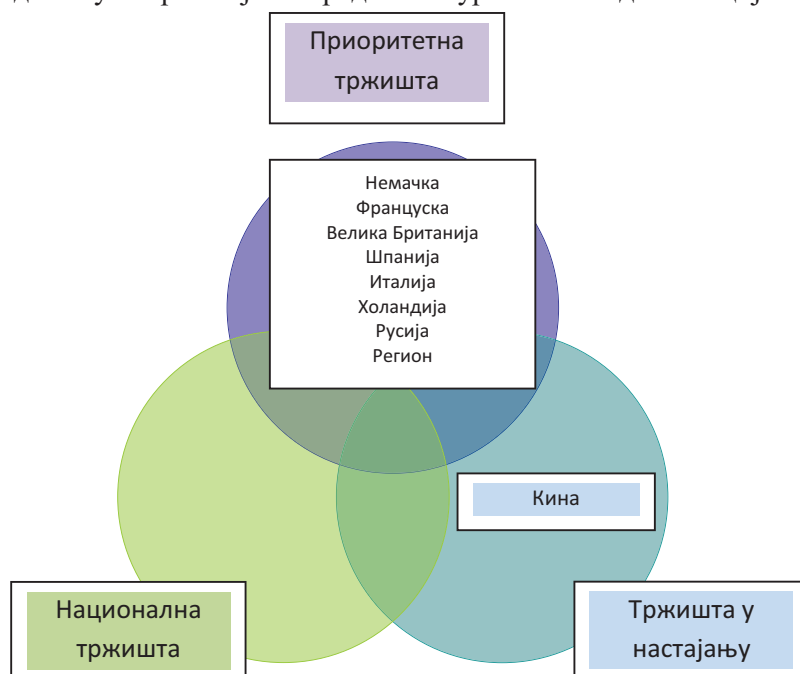 Приоритетна
тржишта
Немачка
Француска
Велика Британија
Шпанија
Италија
Холандија
Русија
Регион
Кина
Национална
тржишта
Тржишта у
настајању